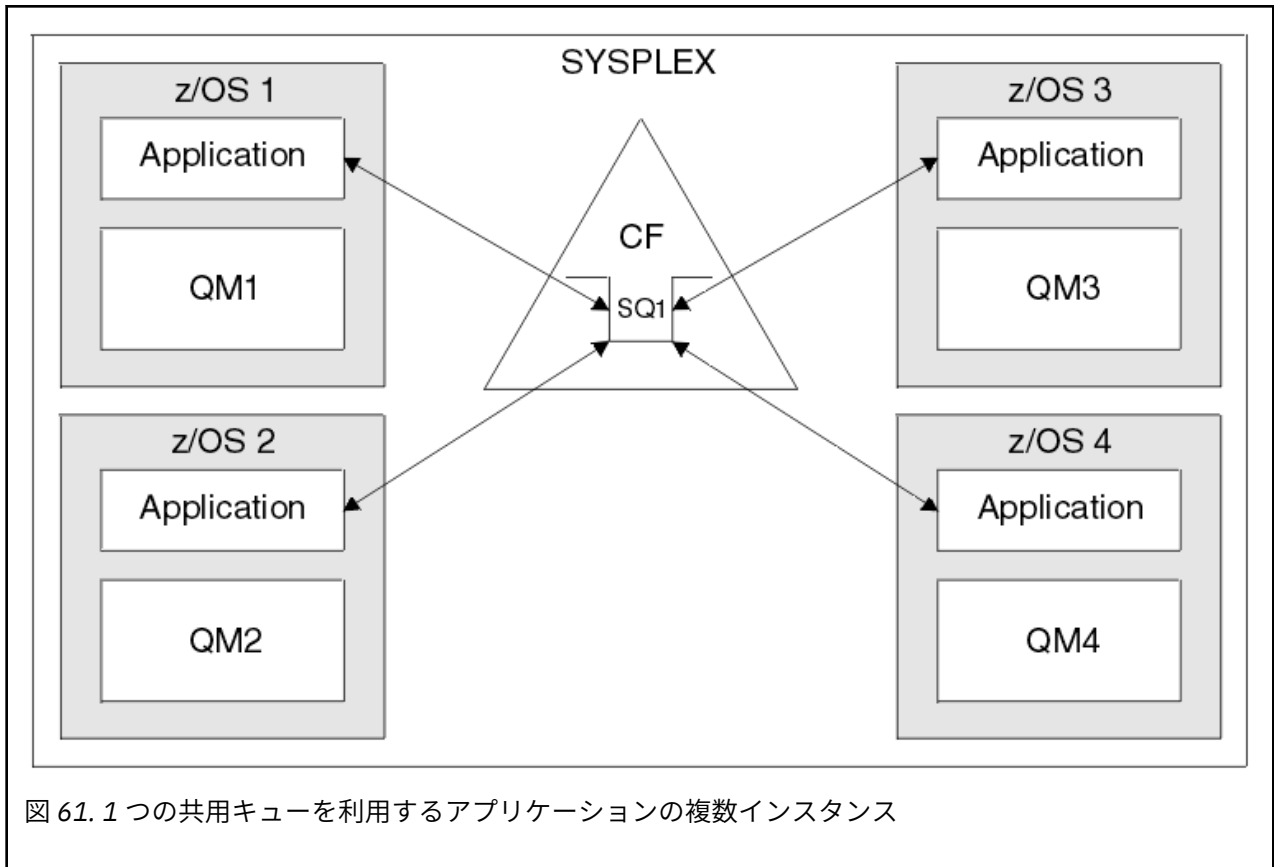 SYSPLEX
z/OS 1
Application
QM1
z/OS 2
Application
QM2
CF
SQ1
z/OS 3
Application
QM3
z/OS 4
Application
QM4
図 61. 1 つの共用キューを利用するアプリケーションの複数インスタンス